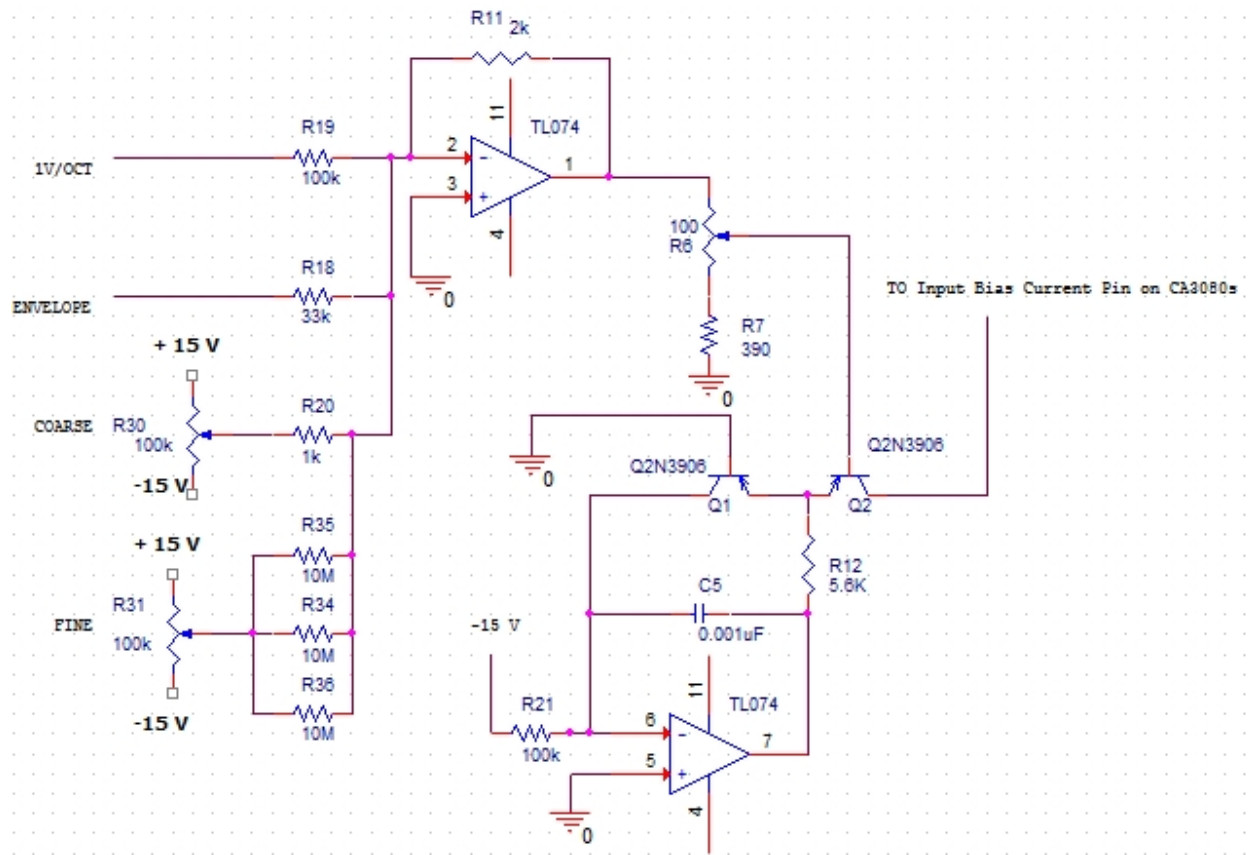 R11 2k
11
TL074
R19
100k
1V/OCT
2
3
1
4
0
100
R6
R18
33k
ENVELOPE
TO Input Bias Current Pin on CA3080s
R7
390
0
+ 15 V
COARSE
R30
100k
-15 V
R20
1k
0
Q2N3906
Q1
Q2N3906
Q2
+ 15 V
FINE
R31
100k
-15 V
R35
10M
R34
10M
R36
10M
R12
5.6K
C5
0.001uF
-15 V
R21
100k
11
TL074
6
5
7
4
0